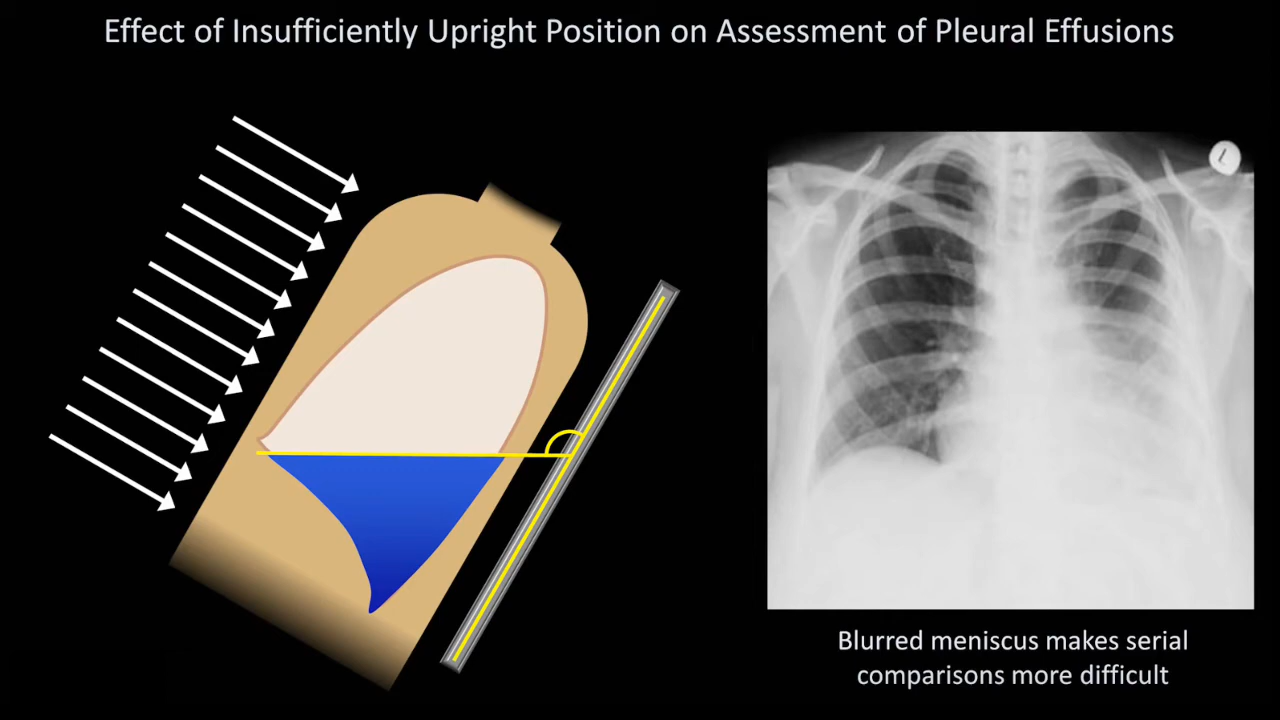 Effect of Insufficiently Upright Position on Assessment of Pleural Effusions
L
Blurred meniscus makes serial
comparisons more difficult